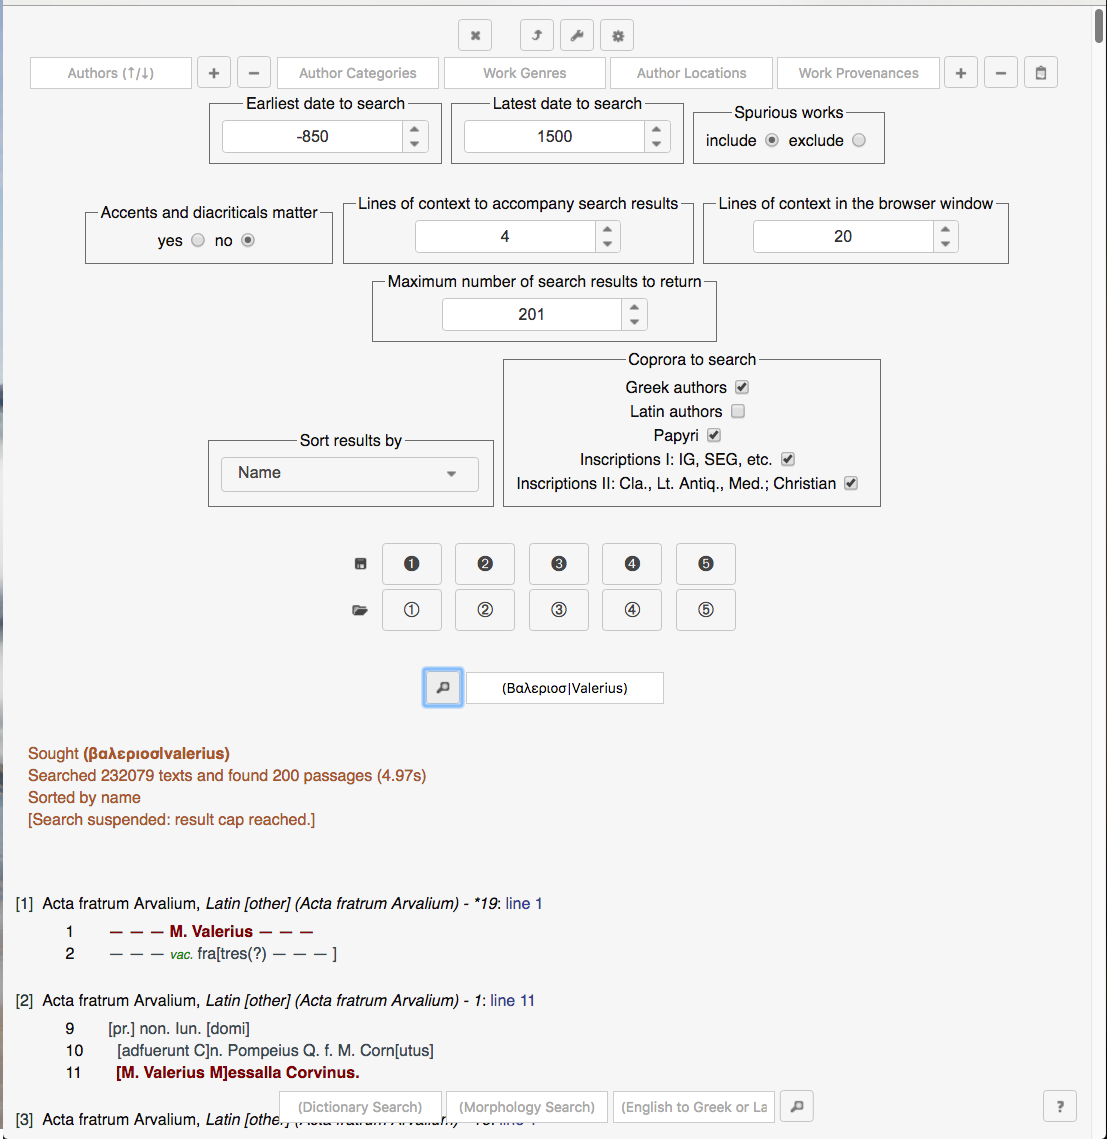 Authors (↑/↓)
Author Categories
Work Genres
Author Locations
Work Provenances
Earliest date to search
Latest date to search
Spurious works
-850
1500
include exclude
Accents and diacriticals matter
Lines of context to accompany search results
Lines of context in the browser window
yes no
4
20
Maximum number of search results to return
201
Coprora to search
Greek authors
Latin authors
Papyri
Inscriptions I: IG, SEG, etc.
Inscriptions II: Cla., Lt. Antiq., Med.; Christian
Sort results by
Name
❶ ❷ ❸ ❹ ❺
① ② ③ ④ ⑤
(Βαλεριοσ|Valerius)
Sought (βαλεριοσ|valerius)
Searched 232079 texts and found 200 passages (4.97s)
Sorted by name
[Search suspended: result cap reached.]
[1] Acta fratrum Arvalium, Latin [other] (Acta fratrum Arvalium) - *19: line 1
1 — — — M. Valerius — — —
2 — — — vac. fra[tres(?) — — — ]
[2] Acta fratrum Arvalium, Latin [other] (Acta fratrum Arvalium) - 1: line 11
9 [pr.] non. Iun. [domi]
10 [adfuerunt C]n. Pompeius Q. f. M. Corn[utus]
11 [M. Valerius M]essalla Corvinus.
(Dictionary Search)
(Morphology Search)
(English to Greek or La
?
[3] Acta fratrum Arvalium, Latin [other]